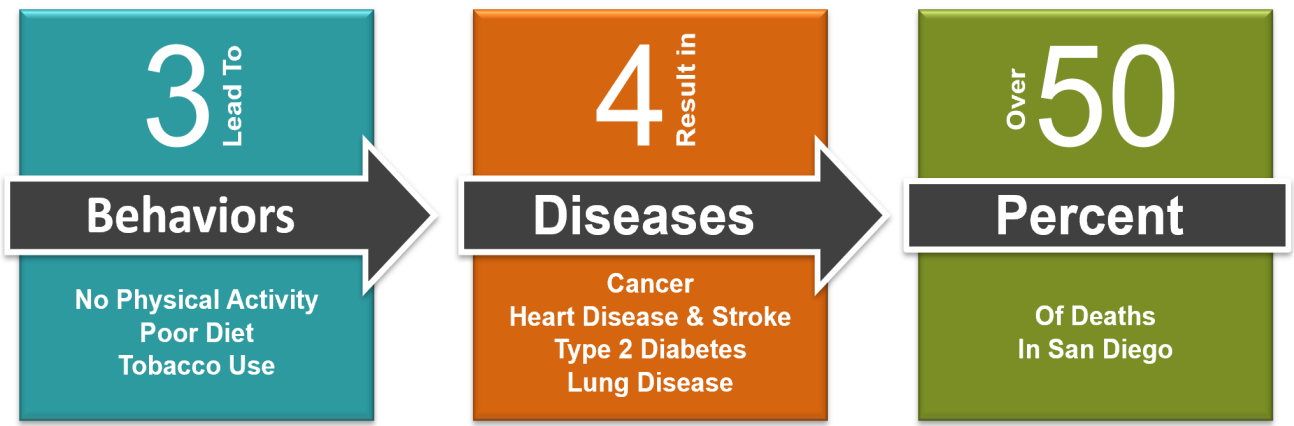 3
Lead To
Behaviors
No Physical Activity
Poor Diet
Tobacco Use
4
Result in
Diseases
Cancer
Heart Disease & Stroke
Type 2 Diabetes
Lung Disease
Over
50
Percent
Of Deaths
In San Diego